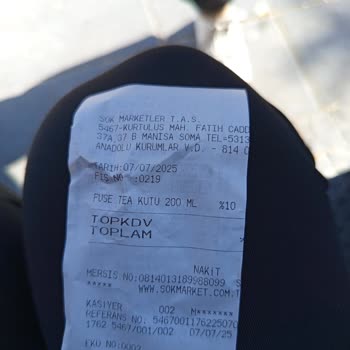 SOK MARKETLER T.A.S.
5467-KURTULUS MAH. FATIH CADD
37A,37 B MANISA SOMA TEL=5313
ANADOLU KURUMLAR V.D. - 814 0
TARIH:07/07/2025
FIS NO :0219
FUSE TEA KUTU 200 ML %10
TOPKDV
TOPLAM
NAKIT
MERSIS NO:0814013189988099 S
***** WWW.SOKMARKET.COM.T
KASIYER 002 N*******
REFERANS NO: 5467001176225070
1762 5467/001/002 07/07/25
EKU NO:0003